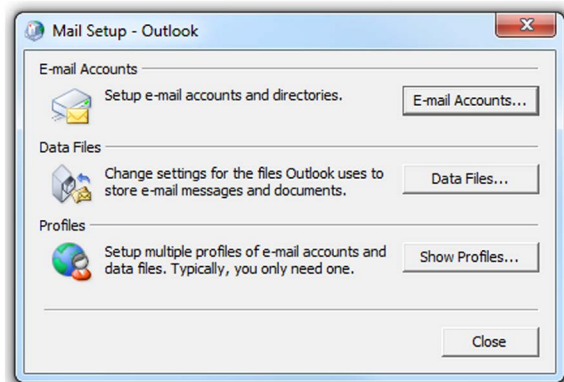 Mail Setup - Outlook
E-mail Accounts
Setup e-mail accounts and directories.
E-mail Accounts...
Data Files
Change settings for the files Outlook uses to
store e-mail messages and documents.
Data Files...
Profiles
Setup multiple profiles of e-mail accounts and
data files. Typically, you only need one.
Show Profiles...
Close